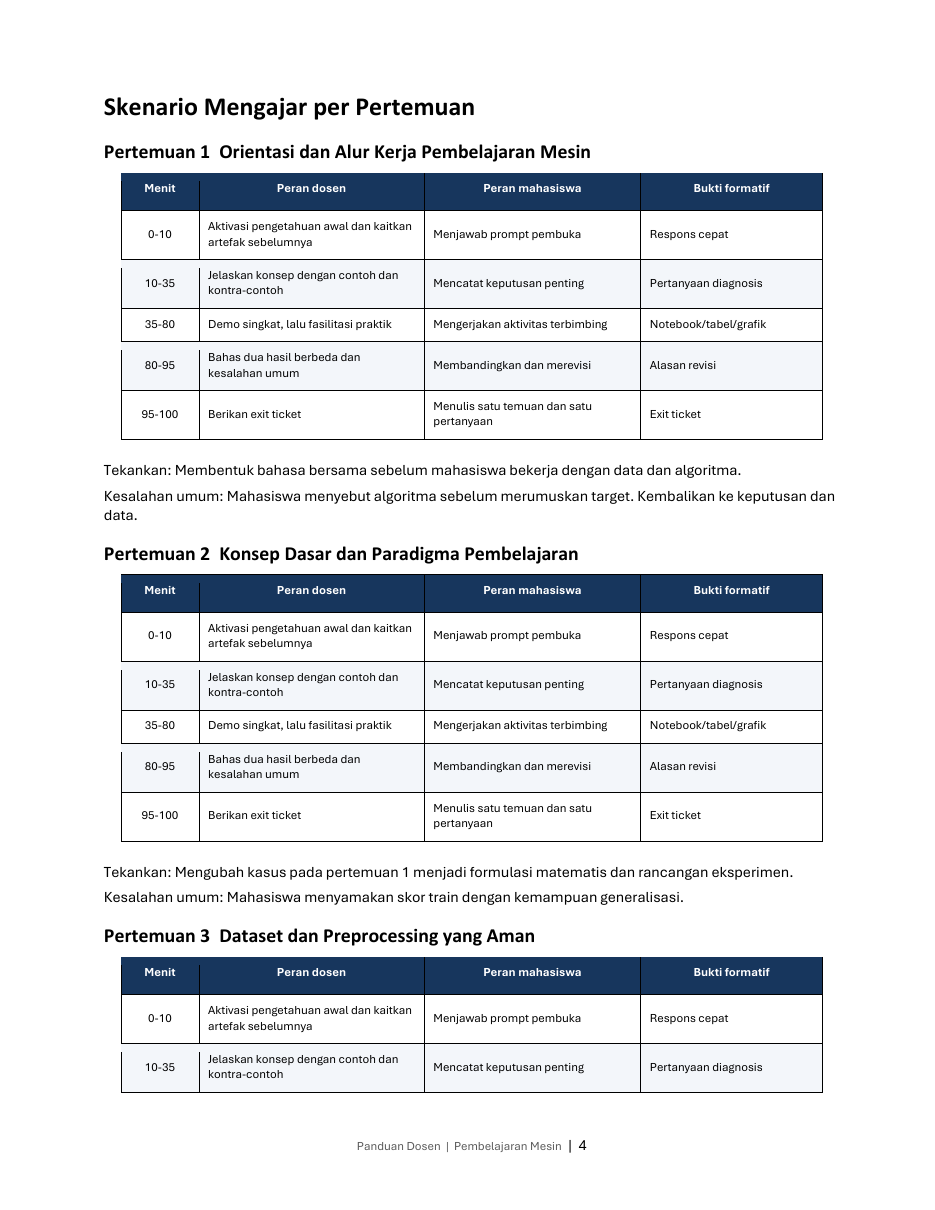 Skenario Mengajar per Pertemuan
Pertemuan 1  Orientasi dan Alur Kerja Pembelajaran Mesin
Menit Peran dosen Peran mahasiswa Bukti formatif
0-10 Aktivasi pengetahuan awal dan kaitkan
artefak sebelumnya Menjawab prompt pembuka Respons cepat
10-35 Jelaskan konsep dengan contoh dan
kontra-contoh Mencatat keputusan penting Pertanyaan diagnosis
35-80 Demo singkat, lalu fasilitasi praktik Mengerjakan aktivitas terbimbing Notebook/tabel/grafik
80-95 Bahas dua hasil berbeda dan
kesalahan umum Membandingkan dan merevisi Alasan revisi
95-100 Berikan exit ticket Menulis satu temuan dan satu
pertanyaan Exit ticket
Tekankan: Membentuk bahasa bersama sebelum mahasiswa bekerja dengan data dan algoritma.
Kesalahan umum: Mahasiswa menyebut algoritma sebelum merumuskan target. Kembalikan ke keputusan dan
data.
Pertemuan 2  Konsep Dasar dan Paradigma Pembelajaran
Menit Peran dosen Peran mahasiswa Bukti formatif
0-10 Aktivasi pengetahuan awal dan kaitkan
artefak sebelumnya Menjawab prompt pembuka Respons cepat
10-35 Jelaskan konsep dengan contoh dan
kontra-contoh Mencatat keputusan penting Pertanyaan diagnosis
35-80 Demo singkat, lalu fasilitasi praktik Mengerjakan aktivitas terbimbing Notebook/tabel/grafik
80-95 Bahas dua hasil berbeda dan
kesalahan umum Membandingkan dan merevisi Alasan revisi
95-100 Berikan exit ticket Menulis satu temuan dan satu
pertanyaan Exit ticket
Tekankan: Mengubah kasus pada pertemuan 1 menjadi formulasi matematis dan rancangan eksperimen.
Kesalahan umum: Mahasiswa menyamakan skor train dengan kemampuan generalisasi.
Pertemuan 3  Dataset dan Preprocessing yang Aman
Menit Peran dosen Peran mahasiswa Bukti formatif
0-10 Aktivasi pengetahuan awal dan kaitkan
artefak sebelumnya Menjawab prompt pembuka Respons cepat
10-35 Jelaskan konsep dengan contoh dan
kontra-contoh Mencatat keputusan penting Pertanyaan diagnosis
Panduan Dosen | Pembelajaran Mesin | 4